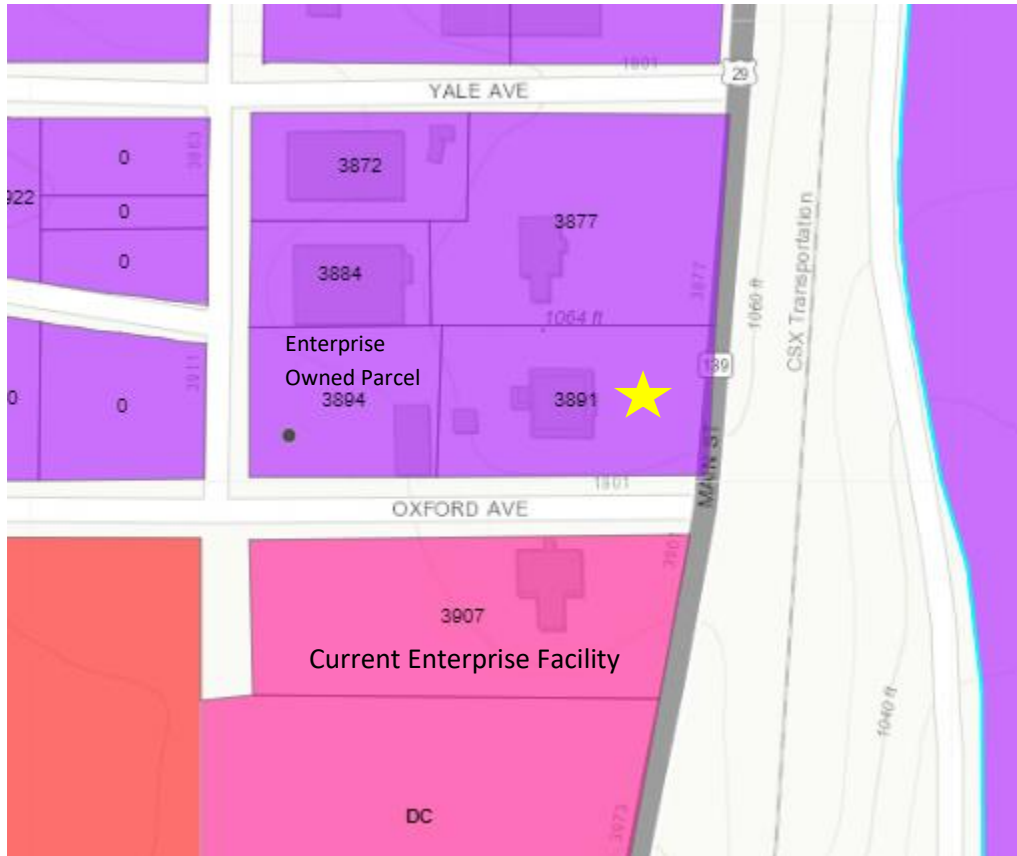 1801
29
YALE AVE
3863
0
3872
922
0
3877
0
3884
3877
CSX Transportation
1060 ft
1064 ft
Enterprise
Owned Parcel
139
3911
0
0
3894
3891
MAIN ST
1801
OXFORD AVE
3901
3907
Current Enterprise Facility
1040 ft
DC
3973